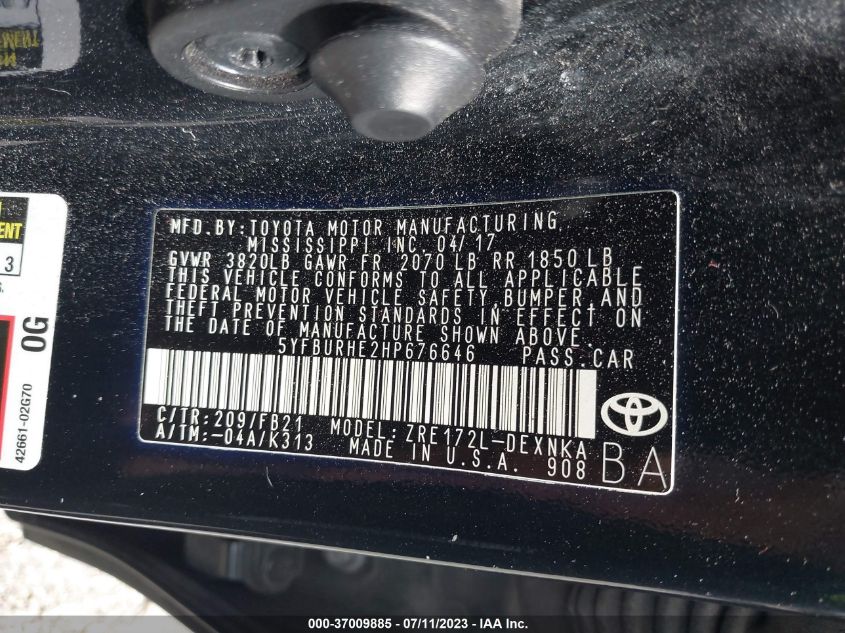 MFD.BY:TOYOTA MOTOR MANUFACTURING
MISSISSIPPI INC.04/17
GVWR 3820LB GAWR FR 2070 LB RR 1850 LB
THIS VEHICLE CONFORMS TO ALL APPLICABLE
FEDERAL MOTOR VEHICLE SAFETY,BUMPER,AND
THEFT PREVENTION STANDARDS IN EFFECT ON
THE DATE OF MANUFACTURE SHOWN ABOVE.
5YFBURHE2HP676646 PASS.CAR
C/TR:209/FB21 MODEL:ZRE172L-DEXNKA
A/TM:-04A/K313 MADE IN U.S.A. 908
BA
3
0G
42661-02G70
000-37009885 - 07/11/2023 - IAA Inc.